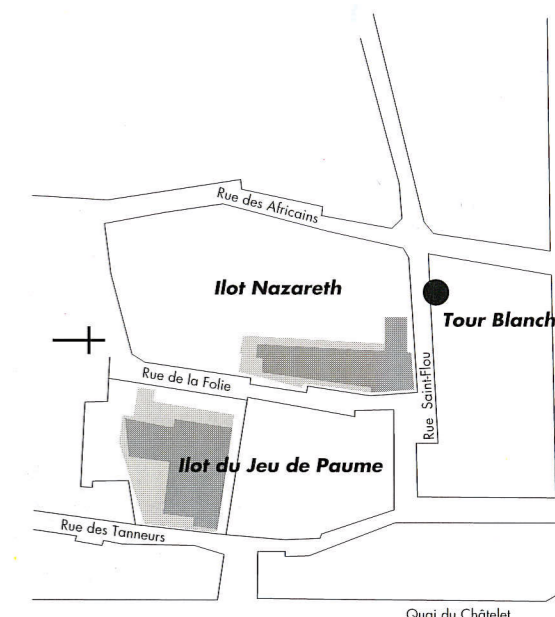 Rue des Africains
Ilot Nazareth
Tour Blanch
Rue de la Folie
Rue Saint-Flou
Ilot du Jeu de Paume
Rue des Tanneurs
Quai du Châtelet